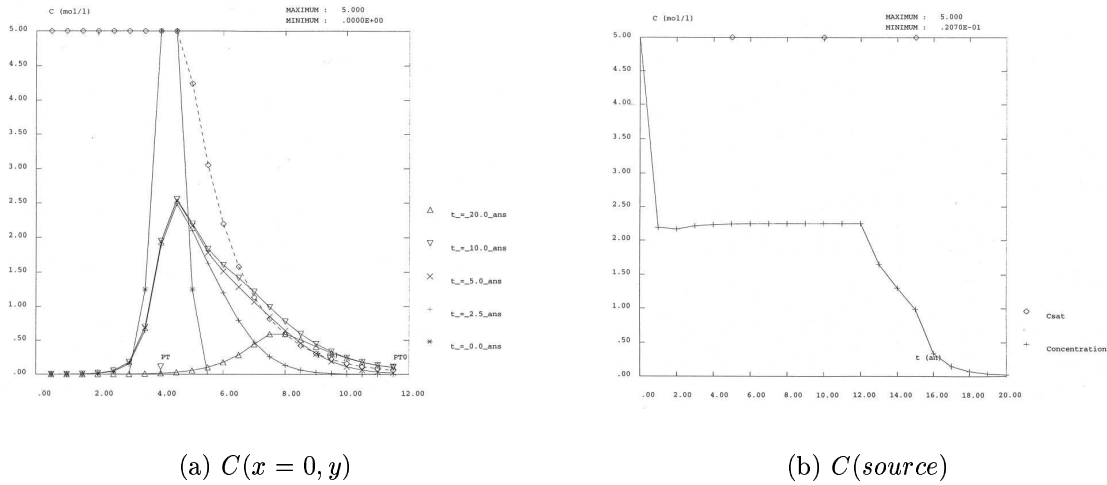 C (mol/l)
MAXIMUM : 5.000
MINIMUM : .0000E+00
5.00
4.50
4.00
3.50
3.00
2.50
2.00
1.50
1.00
.50
.00
.00 2.00 4.00 6.00 8.00 10.00 12.00
PT
PT0
t_=_20.0_ans
t_=_10.0_ans
t_=_5.0_ans
t_=_2.5_ans
t_=_0.0_ans
(a) C(x = 0, y)
C (mol/l)
MAXIMUM : 5.000
MINIMUM : .2070E-01
5.00
4.50
4.00
3.50
3.00
2.50
2.00
1.50
1.00
.50
.00
.00 2.00 4.00 6.00 8.00 10.00 12.00 14.00 16.00 18.00 20.00
t (an)
Csat
Concentration
(b) C(source)